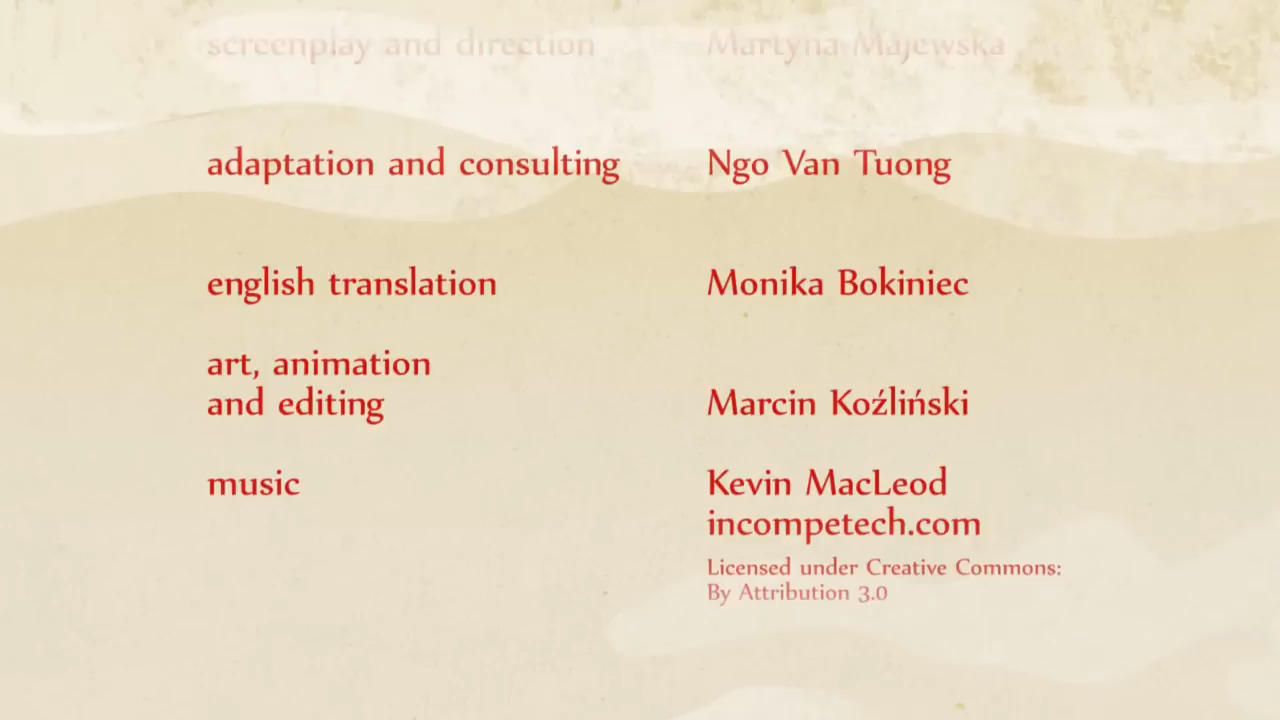 screenplay and direction Martyna Majewska
adaptation and consulting Ngo Van Tuong
english translation Monika Bokiniec
art, animation
and editing Marcin Koźliński
music Kevin MacLeod
incompetech.com
Licensed under Creative Commons:
By Attribution 3.0